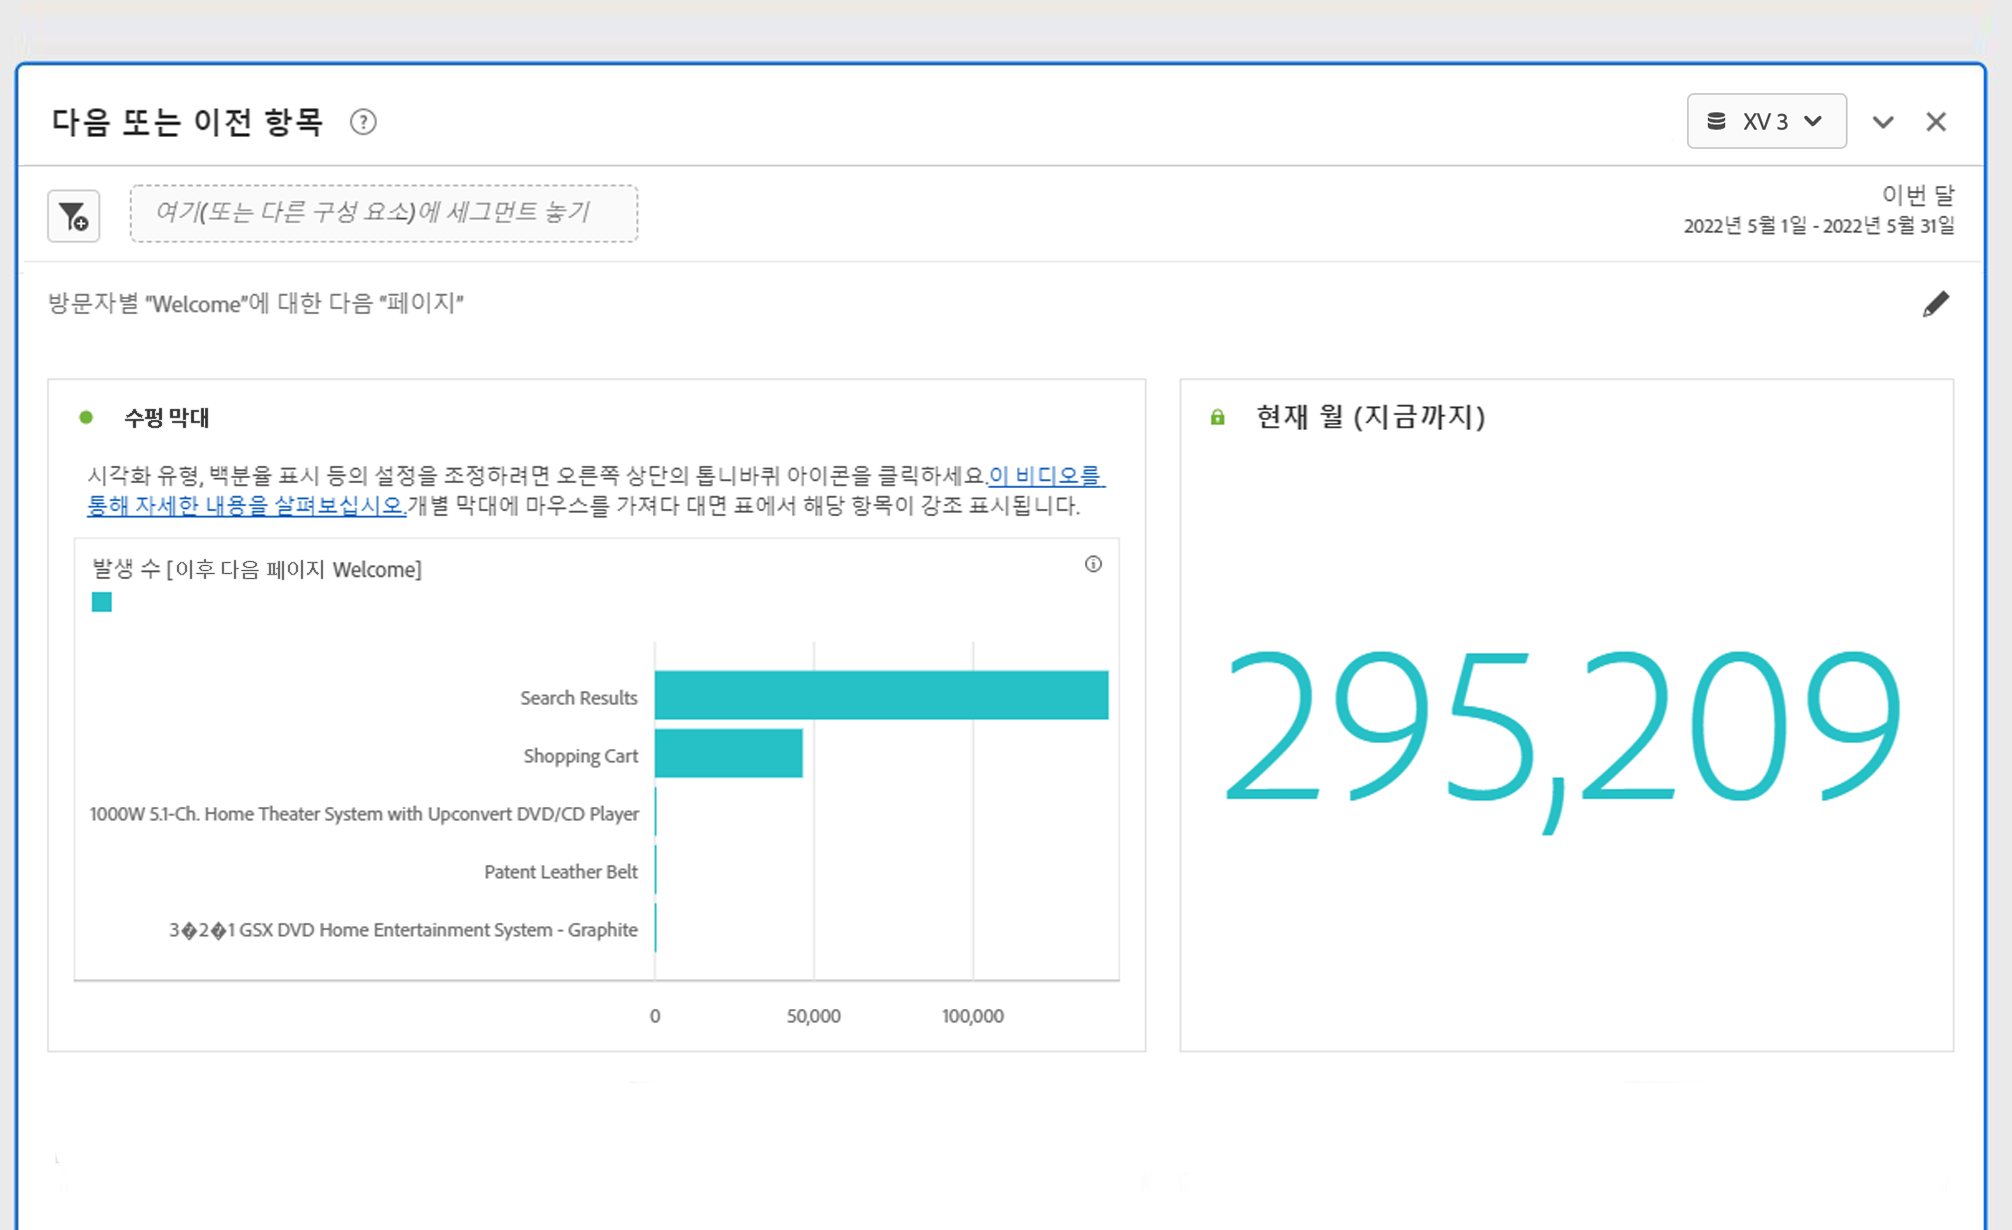 다음 또는 이전 항목
XV 3
여기(또는 다른 구성 요소)에 세그먼트 놓기
이번 달
2022년 5월 1일 - 2022년 5월 31일
방문자별 "Welcome"에 대한 다음 "페이지"
수평 막대
시각화 유형, 백분율 표시 등의 설정을 조정하려면 오른쪽 상단의 톱니바퀴 아이콘을 클릭하세요.이 비디오를
통해 자세한 내용을 살펴보십시오.개별 막대에 마우스를 가져다 대면 표에서 해당 항목이 강조 표시됩니다.
발생 수 [이후 다음 페이지 Welcome]
Search Results
Shopping Cart
1000W 5.1-Ch. Home Theater System with Upconvert DVD/CD Player
Patent Leather Belt
3�2�1 GSX DVD Home Entertainment System - Graphite
0
50,000
100,000
현재 월 (지금까지)
295,209